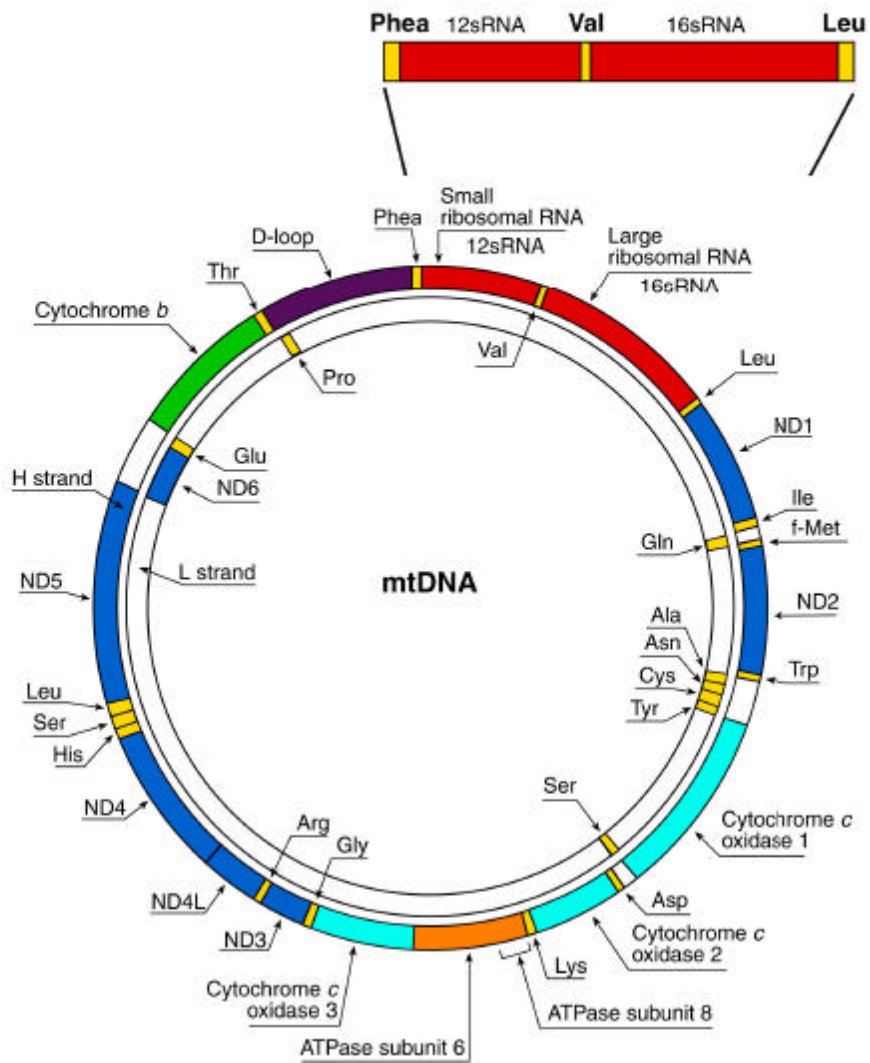 Phea 12sRNA Val 16sRNA Leu
Small
ribosomal RNA
12sRNA
Phea
D-loop
Large
ribosomal RNA
16sRNA
Thr
Cytochrome b
Val
Pro
Leu
ND1
Glu
ND6
H strand
Ile
f-Met
Gln
L strand
mtDNA
ND5
ND2
Ala
Asn
Cys
Tyr
Trp
Leu
Ser
His
ND4
Ser
Cytochrome c
oxidase 1
Arg
Gly
ND4L
Asp
ND3
Cytochrome c
oxidase 2
Lys
Cytochrome c
oxidase 3
ATPase subunit 8
ATPase subunit 6